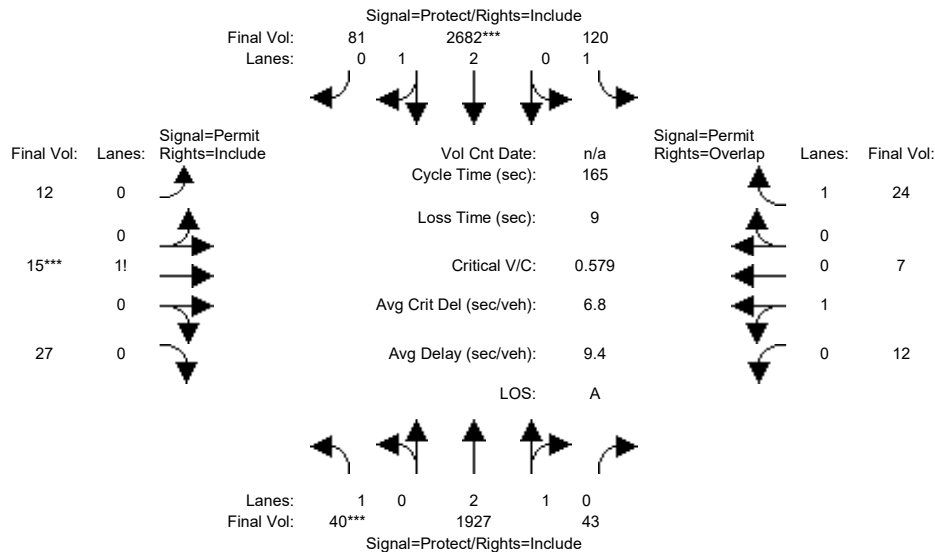 Signal=Protect/Rights=Include
Final Vol: 81 2682*** 120
Lanes: 0 1 2 0 1
Signal=Permit
Final Vol: Lanes: Rights=Include
Vol Cnt Date: n/a
Signal=Permit
Rights=Overlap Lanes: Final Vol:
Cycle Time (sec): 165
12 0
1 24
Loss Time (sec): 9
0
0
15*** 1!
Critical V/C: 0.579
0 7
0
Avg Crit Del (sec/veh): 6.8
1
27 0
Avg Delay (sec/veh): 9.4
0 12
LOS: A
Lanes: 1 0 2 1 0
Final Vol: 40*** 1927 43
Signal=Protect/Rights=Include